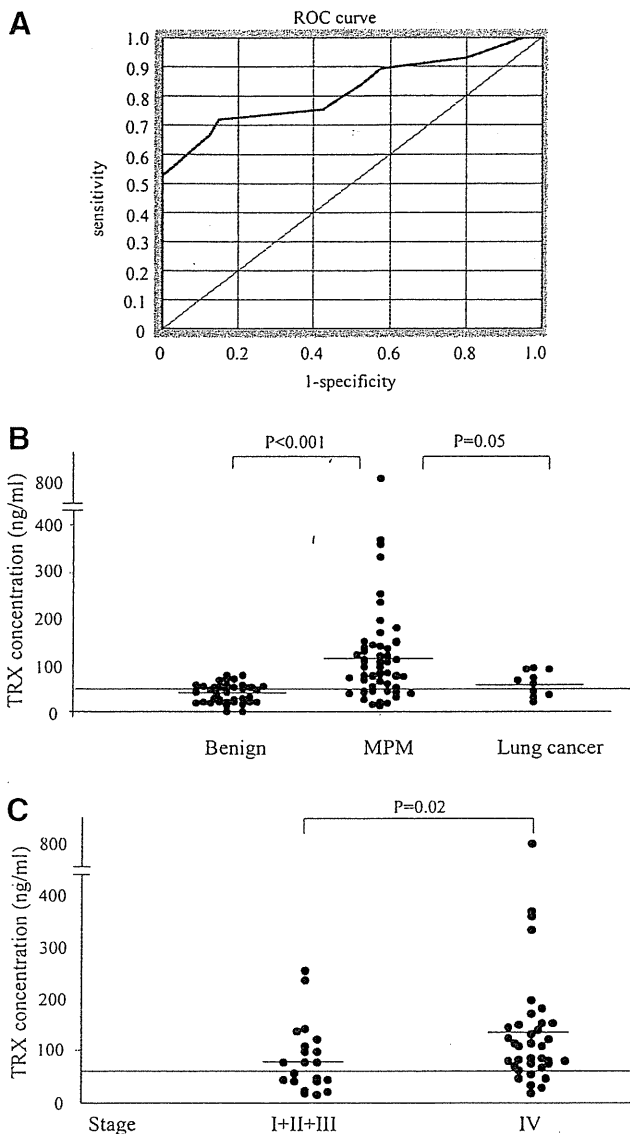 A
ROC curve
1.0
0.9
0.8
0.7
0.6
0.5
0.4
0.3
0.2
0.1
0
sensitivity
0 0.2 0.4 0.6 0.8 1.0
1-specificity
B
P<0.001 P=0.05
TRX concentration (ng/ml)
800
400
300
200
100
0
Benign MPM Lung cancer
C
P=0.02
TRX concentration (ng/ml)
800
400
300
200
100
0
Stage I+II+III IV